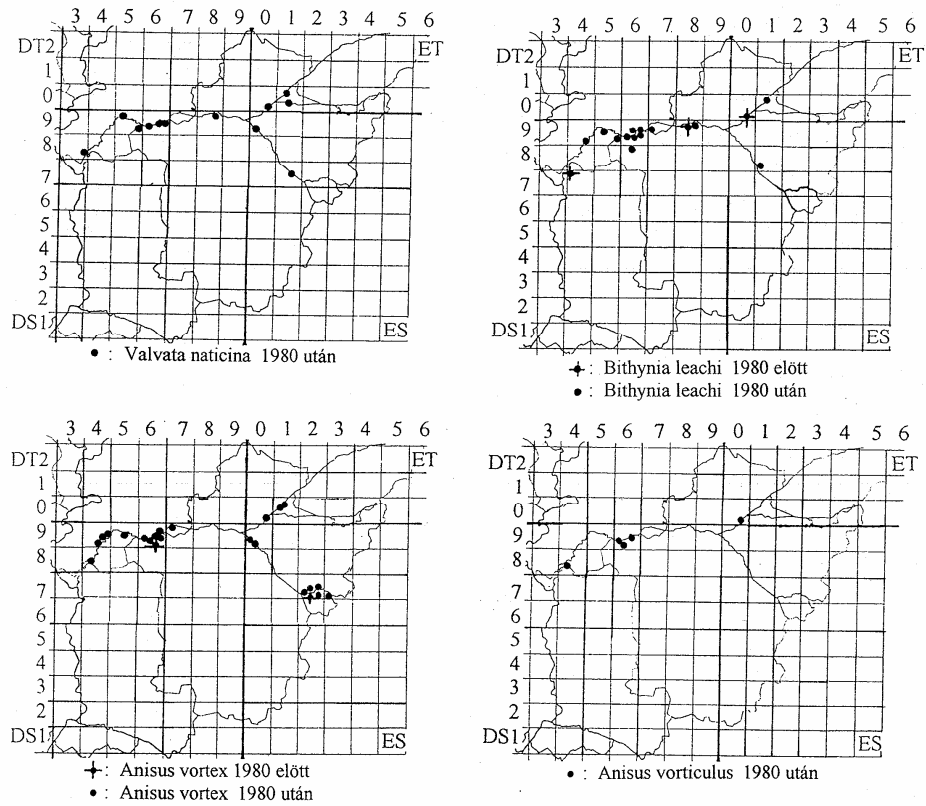 3 4 5 6 7 8 9 0 1 2 3 4 5 6
DT2 ET
1
0
9
8
7
6
5
4
3
2
DS1 ES
● : Valvata naticina 1980 után
3 4 5 6 7 8 9 0 1 2 3 4 5 6
DT2 ET
1
0
9
8
7
6
5
4
3
2
DS1 ES
: Bithynia leachi 1980 elött
● : Bithynia leachi 1980 után
3 4 5 6 7 8 9 0 1 2 3 4 5 6
DT2 ET
1
0
9
8
7
6
5
4
3
2
DS1 ES
: Anisus vortex 1980 elött
● : Anisus vortex 1980 után
3 4 5 6 7 8 9 0 1 2 3 4 5 6
DT2 ET
1
0
9
8
7
6
5
4
3
2
DS1 ES
● : Anisus vorticulus 1980 után